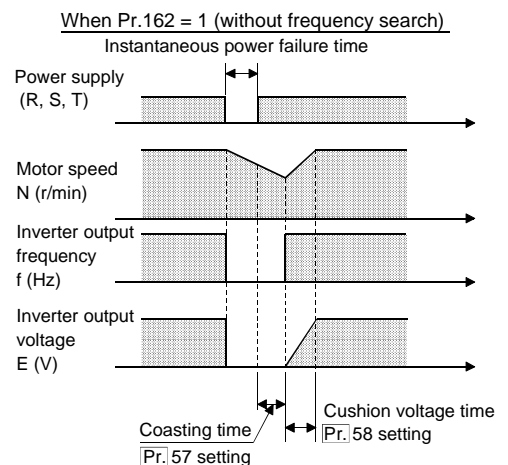 When Pr.162 = 1 (without frequency search)
Instantaneous power failure time
Power supply
(R, S, T)
Motor speed
N (r/min)
Inverter output
frequency
f (Hz)
Inverter output
voltage
E (V)
Coasting time
Pr. 57 setting
Cushion voltage time
Pr. 58 setting